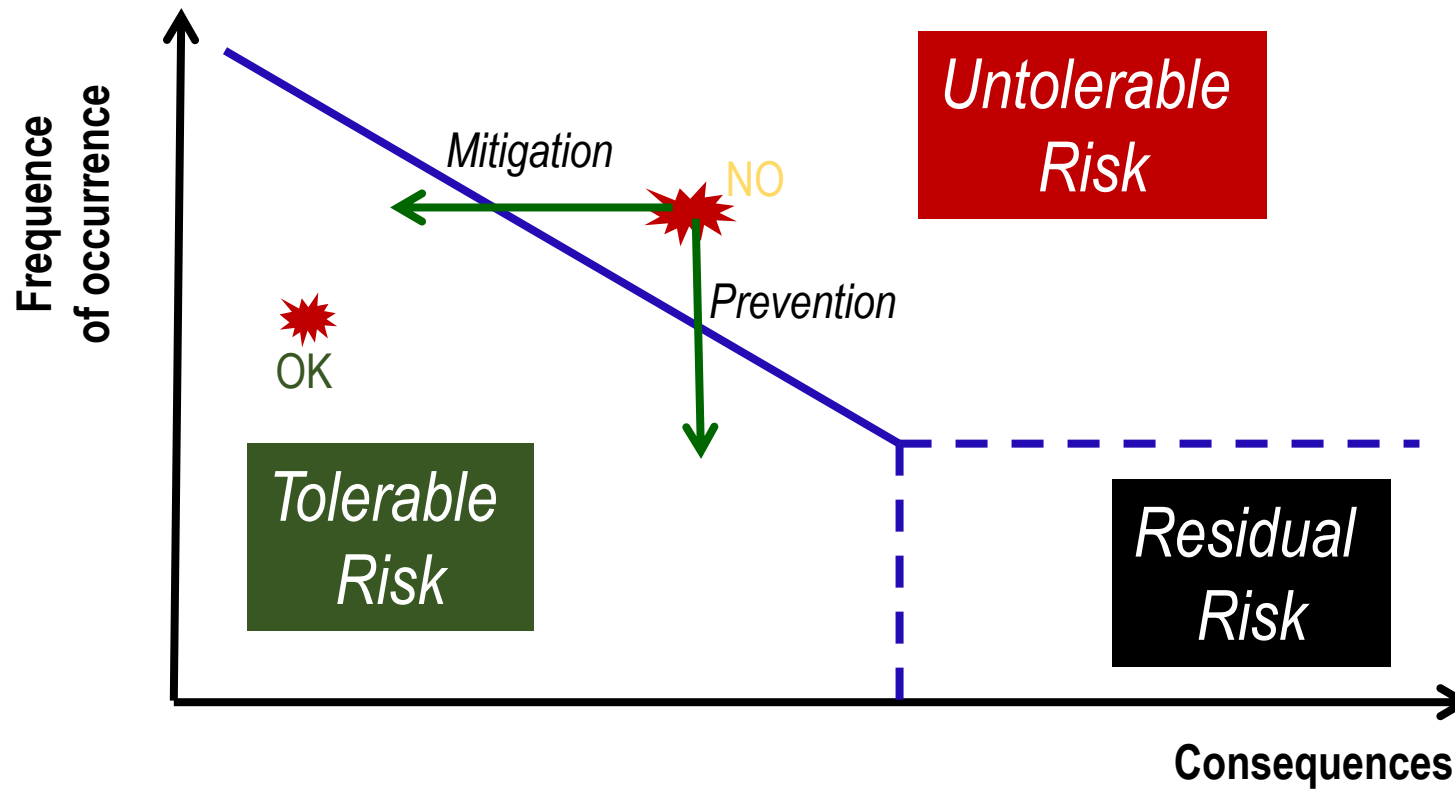 Frequence
of occurrence
Untolerable
Risk
Mitigation
NO
Prevention
OK
Tolerable
Risk
Residual
Risk
Consequences